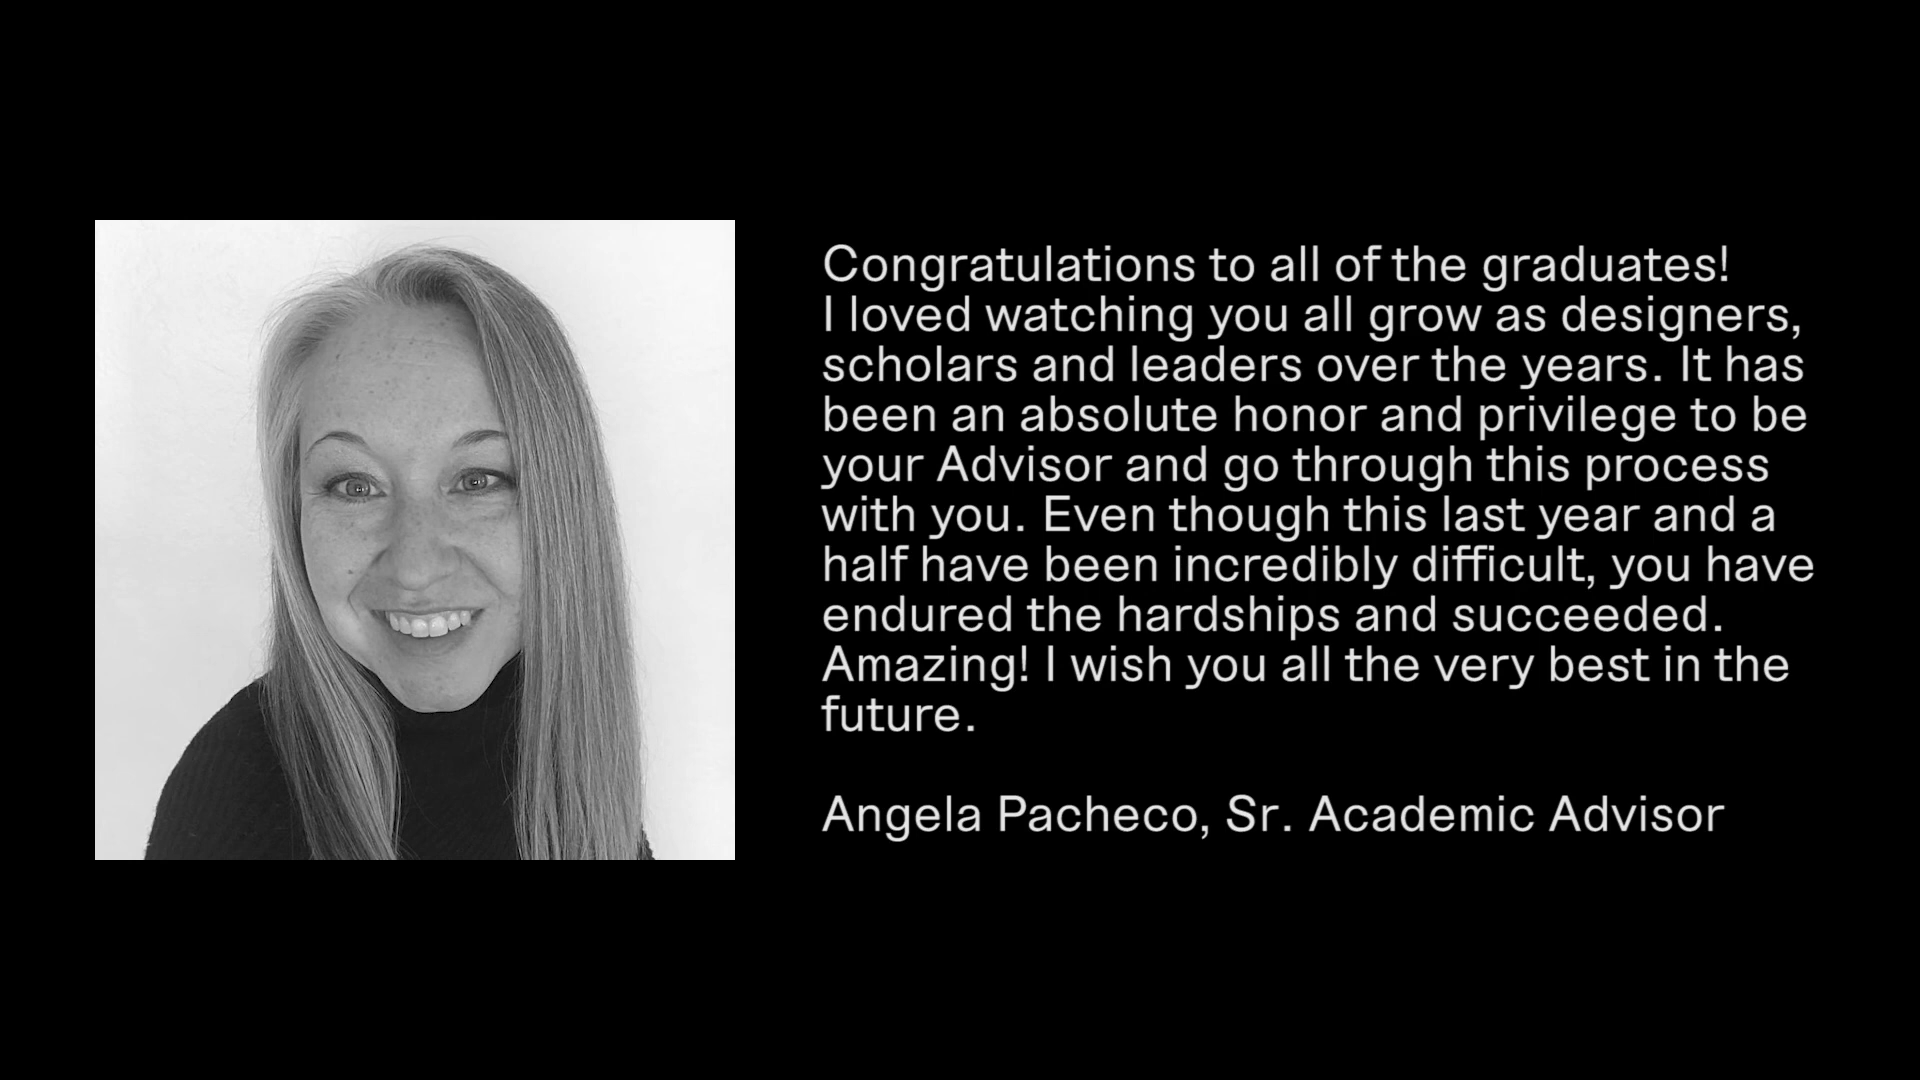 Congratulations to all of the graduates!
I loved watching you all grow as designers,
scholars and leaders over the years. It has
been an absolute honor and privilege to be
your Advisor and go through this process
with you. Even though this last year and a
half have been incredibly difficult, you have
endured the hardships and succeeded.
Amazing! I wish you all the very best in the
future.
Angela Pacheco, Sr. Academic Advisor